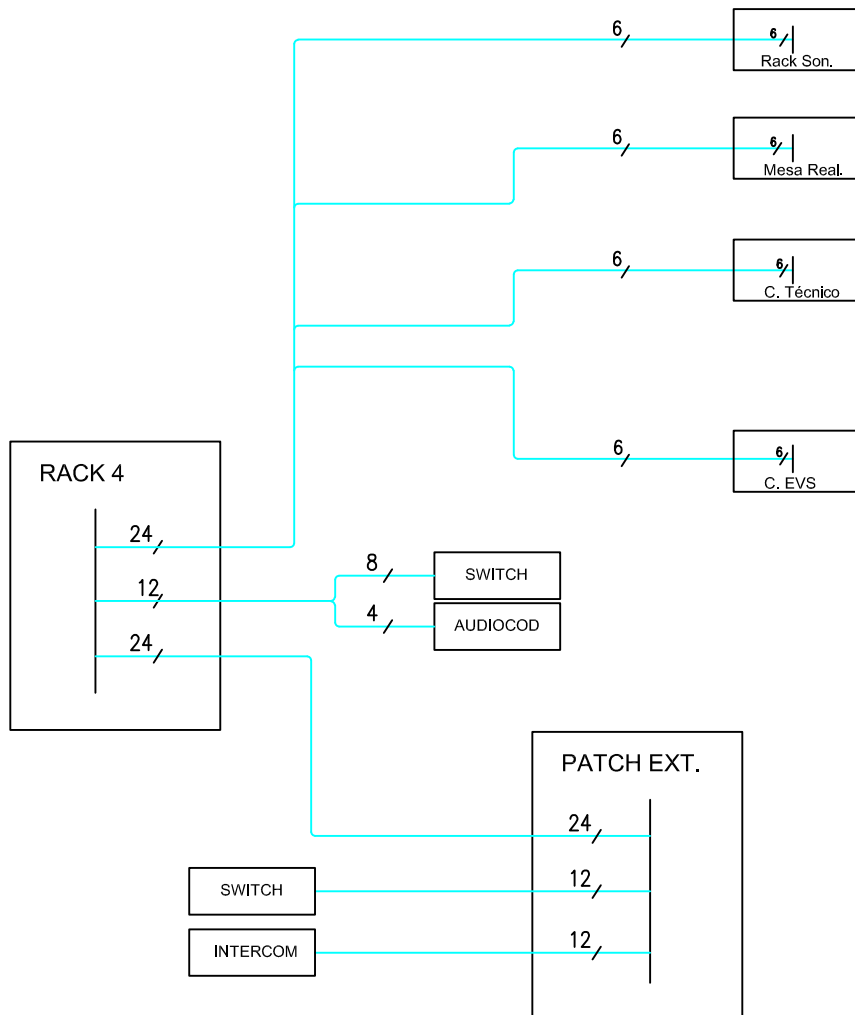 6
6
Rack Son.
6
6
Mesa Real.
6
6
C. Técnico
6
6
C. EVS
RACK 4
24
12
24
8
SWITCH
4
AUDIOCOD
PATCH EXT.
24
12
12
SWITCH
INTERCOM